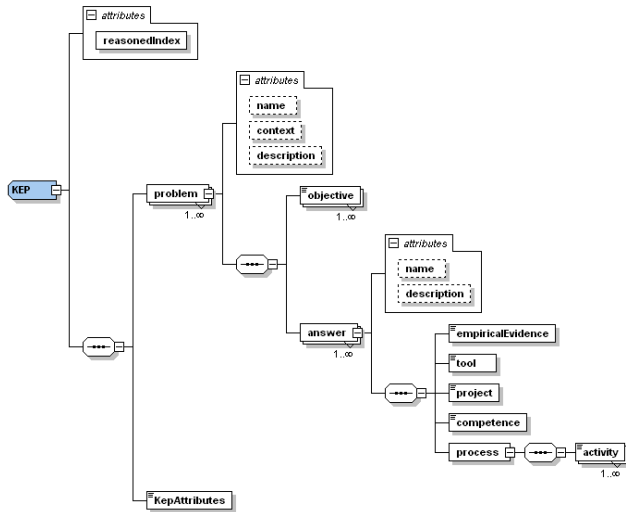 attributes
reasonedIndex
attributes
name
context
description
KEP
problem
1..∞
objective
1..∞
attributes
name
description
answer
1..∞
empiricalEvidence
tool
project
competence
process
activity
1..∞
KepAttributes